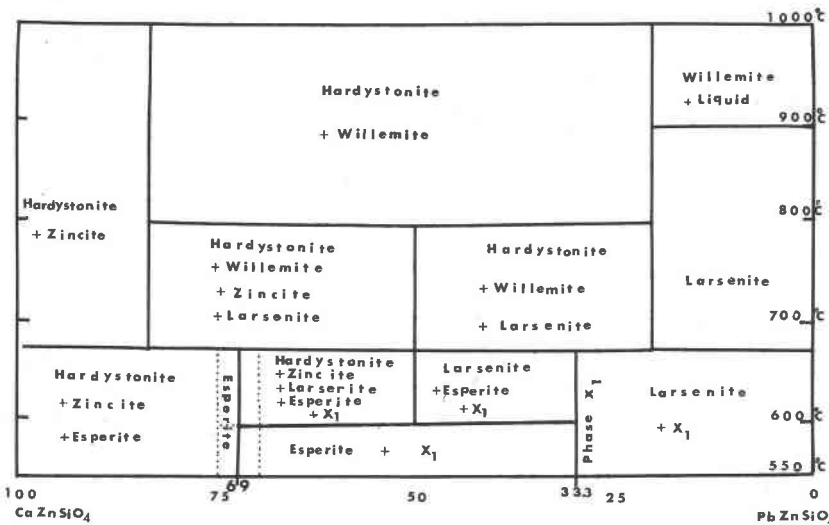 1000°C
Hardystonite
+ Willemite
Willemite
+ Liquid
900°C
Hardystonite
+ Zincite
800°C
Hardystonite
+ Willemite
+ Zincite
+ Larsenite
Hardystonite
+ Willemite
+ Larsenite
Larsenite
700°C
Hardystonite
+ Zincite
+ Esperite
Esperite
Hardystonite
+ Zincite
+ Larserite
+ Esperite
+ X₁
Larsenite
+ Esperite
+ X₁
Phase X₁
Larsenite
+ X₁
600°C
Esperite + X₁
550°C
100 75 69 50 33.3 25 0
CaZnSiO₄ PbZnSiO